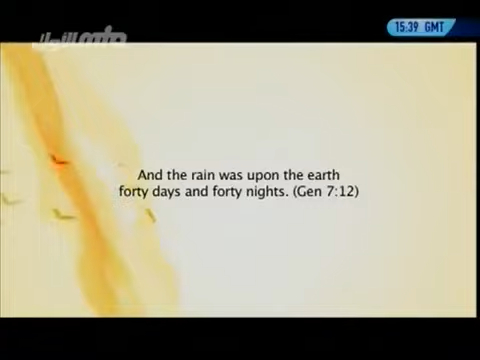 15:39 GMT
And the rain was upon the earth
forty days and forty nights. (Gen 7:12)